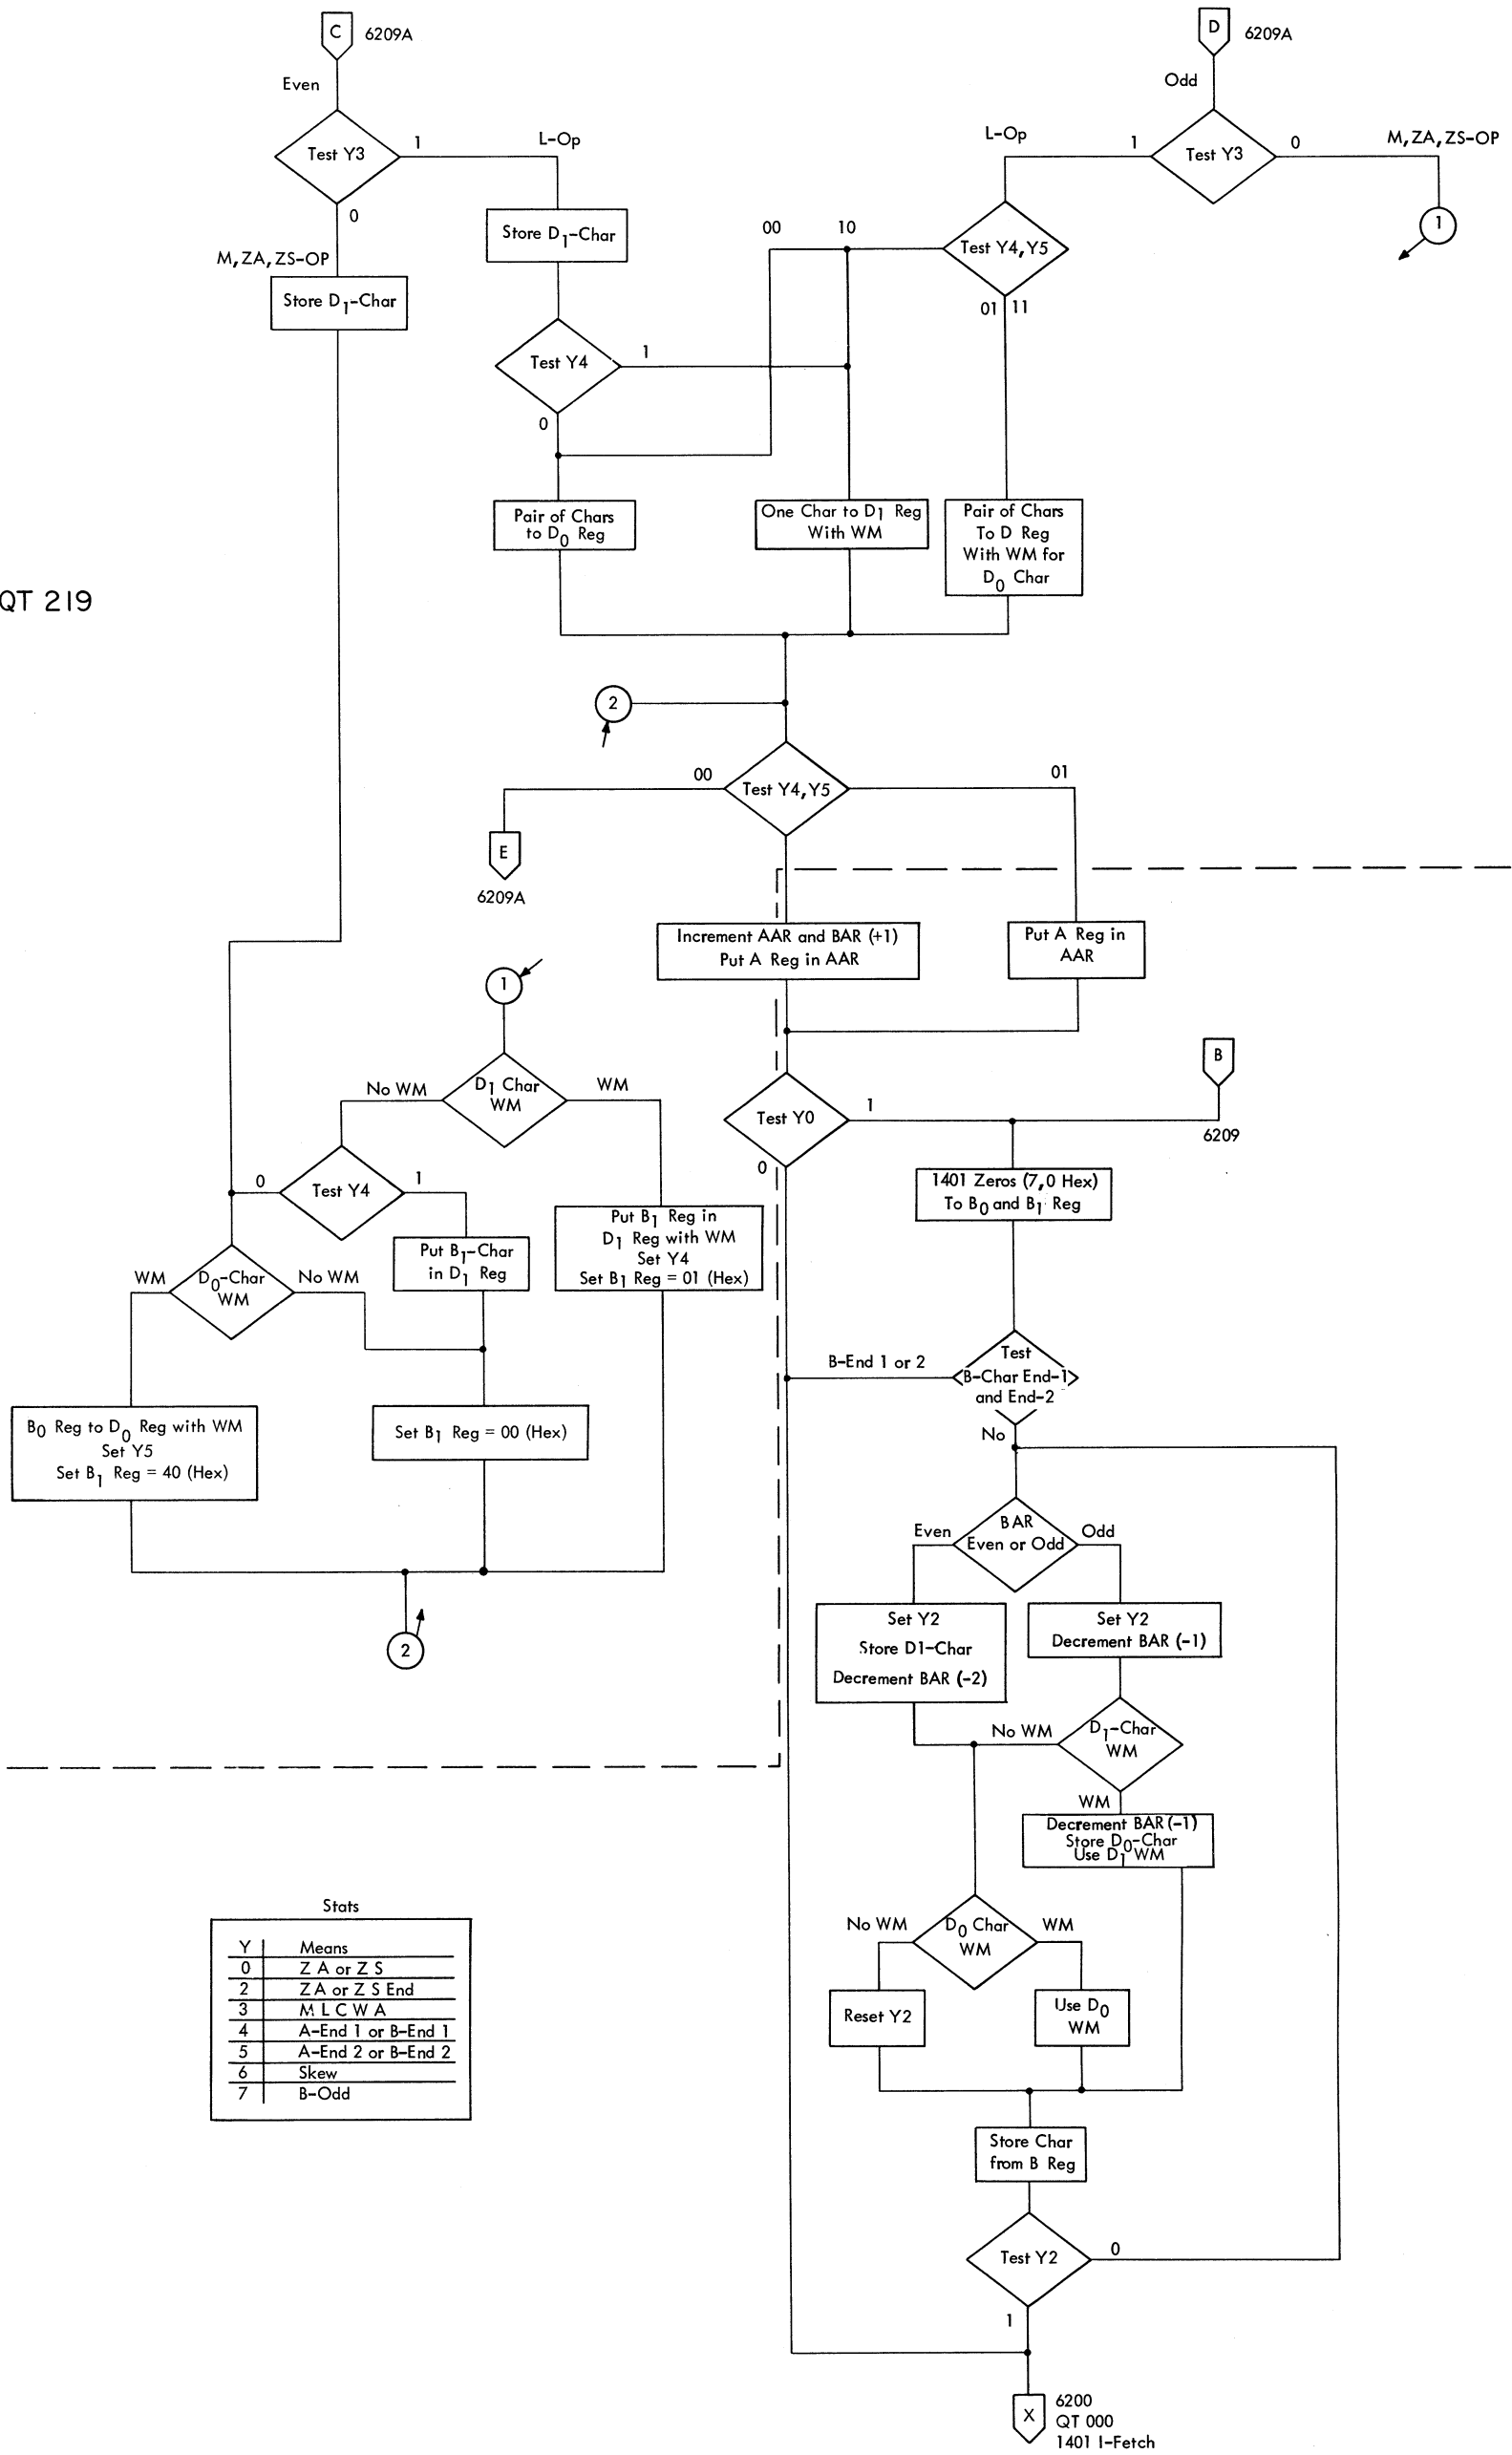 C 6209A
D 6209A
Even
Odd
Test Y3
1
L-Op
0
L-Op
1
Test Y3
0
M,ZA,ZS-OP
1
M,ZA,ZS-OP
Store D1-Char
Store D1-Char
00
10
Test Y4,Y5
01
11
Test Y4
1
0
Pair of Chars
to D0 Reg
One Char to D1 Reg
With WM
Pair of Chars
To D Reg
With WM for
D0 Char
QT 219
2
00
Test Y4,Y5
01
E
6209A
Increment AAR and BAR (+1)
Put A Reg in AAR
Put A Reg in
AAR
1
No WM
D1 Char
WM
WM
B
6209
Test Y0
1
0
0
Test Y4
1
1401 Zeros (7,0 Hex)
To B0 and B1 Reg
Put B1-Char
in D1 Reg
Put B1 Reg in
D1 Reg with WM
Set Y4
Set B1 Reg = 01 (Hex)
WM
D0-Char
WM
No WM
B-End 1 or 2
Test
B-Char End-1
and End-2
No
B0 Reg to D0 Reg with WM
Set Y5
Set B1 Reg = 40 (Hex)
Set B1 Reg = 00 (Hex)
2
Even
BAR
Even or Odd
Odd
Set Y2
Store D1-Char
Decrement BAR (-2)
Set Y2
Decrement BAR (-1)
No WM
D1-Char
WM
WM
Decrement BAR (-1)
Store D0-Char
Use D1 WM
No WM
D0 Char
WM
WM
Reset Y2
Use D0
WM
Store Char
from B Reg
Test Y2
0
1
X
6200
QT 000
1401 I-Fetch
Stats
Y Means
0 Z A or Z S
2 Z A or Z S End
3 M L C W A
4 A-End 1 or B-End 1
5 A-End 2 or B-End 2
6 Skew
7 B-Odd